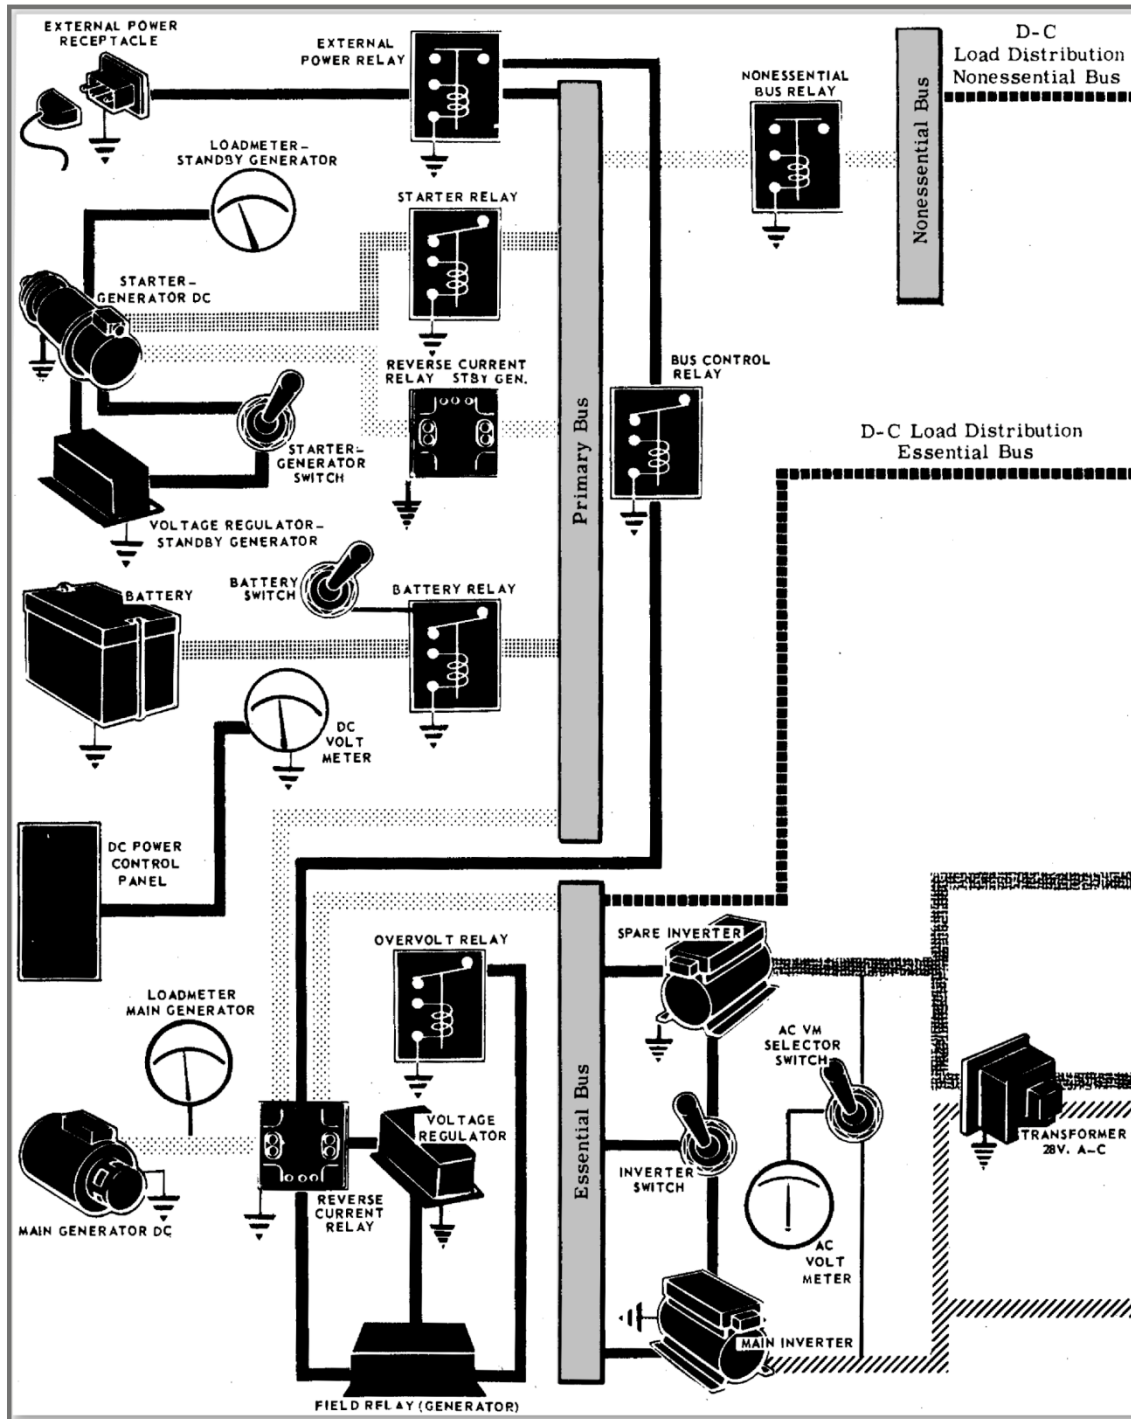 EXTERNAL POWER
RECEPTACLE
EXTERNAL
POWER RELAY
D-C
Load Distribution
Nonessential Bus
NONESSENTIAL
BUS RELAY
Nonessential Bus
LOADMETER—
STANDBY GENERATOR
STARTER RELAY
STARTER—
GENERATOR DC
REVERSE CURRENT
RELAY STBY GEN.
BUS CONTROL
RELAY
Primary Bus
D-C Load Distribution
Essential Bus
STARTER-
GENERATOR
SWITCH
VOLTAGE REGULATOR—
STANDBY GENERATOR
BATTERY
SWITCH
BATTERY
BATTERY RELAY
DC
VOLT
METER
DC POWER
CONTROL
PANEL
OVERVOLT RELAY
SPARE INVERTER
LOADMETER
MAIN GENERATOR
AC VM
SELECTOR
SWITCH
Essential Bus
VOLTAGE
REGULATOR
TRANSFORMER
28V. A-C
INVERTER
SWITCH
REVERSE
CURRENT
RELAY
MAIN GENERATOR DC
AC
VOLT
METER
MAIN INVERTER
FIELD RELAY (GENERATOR)